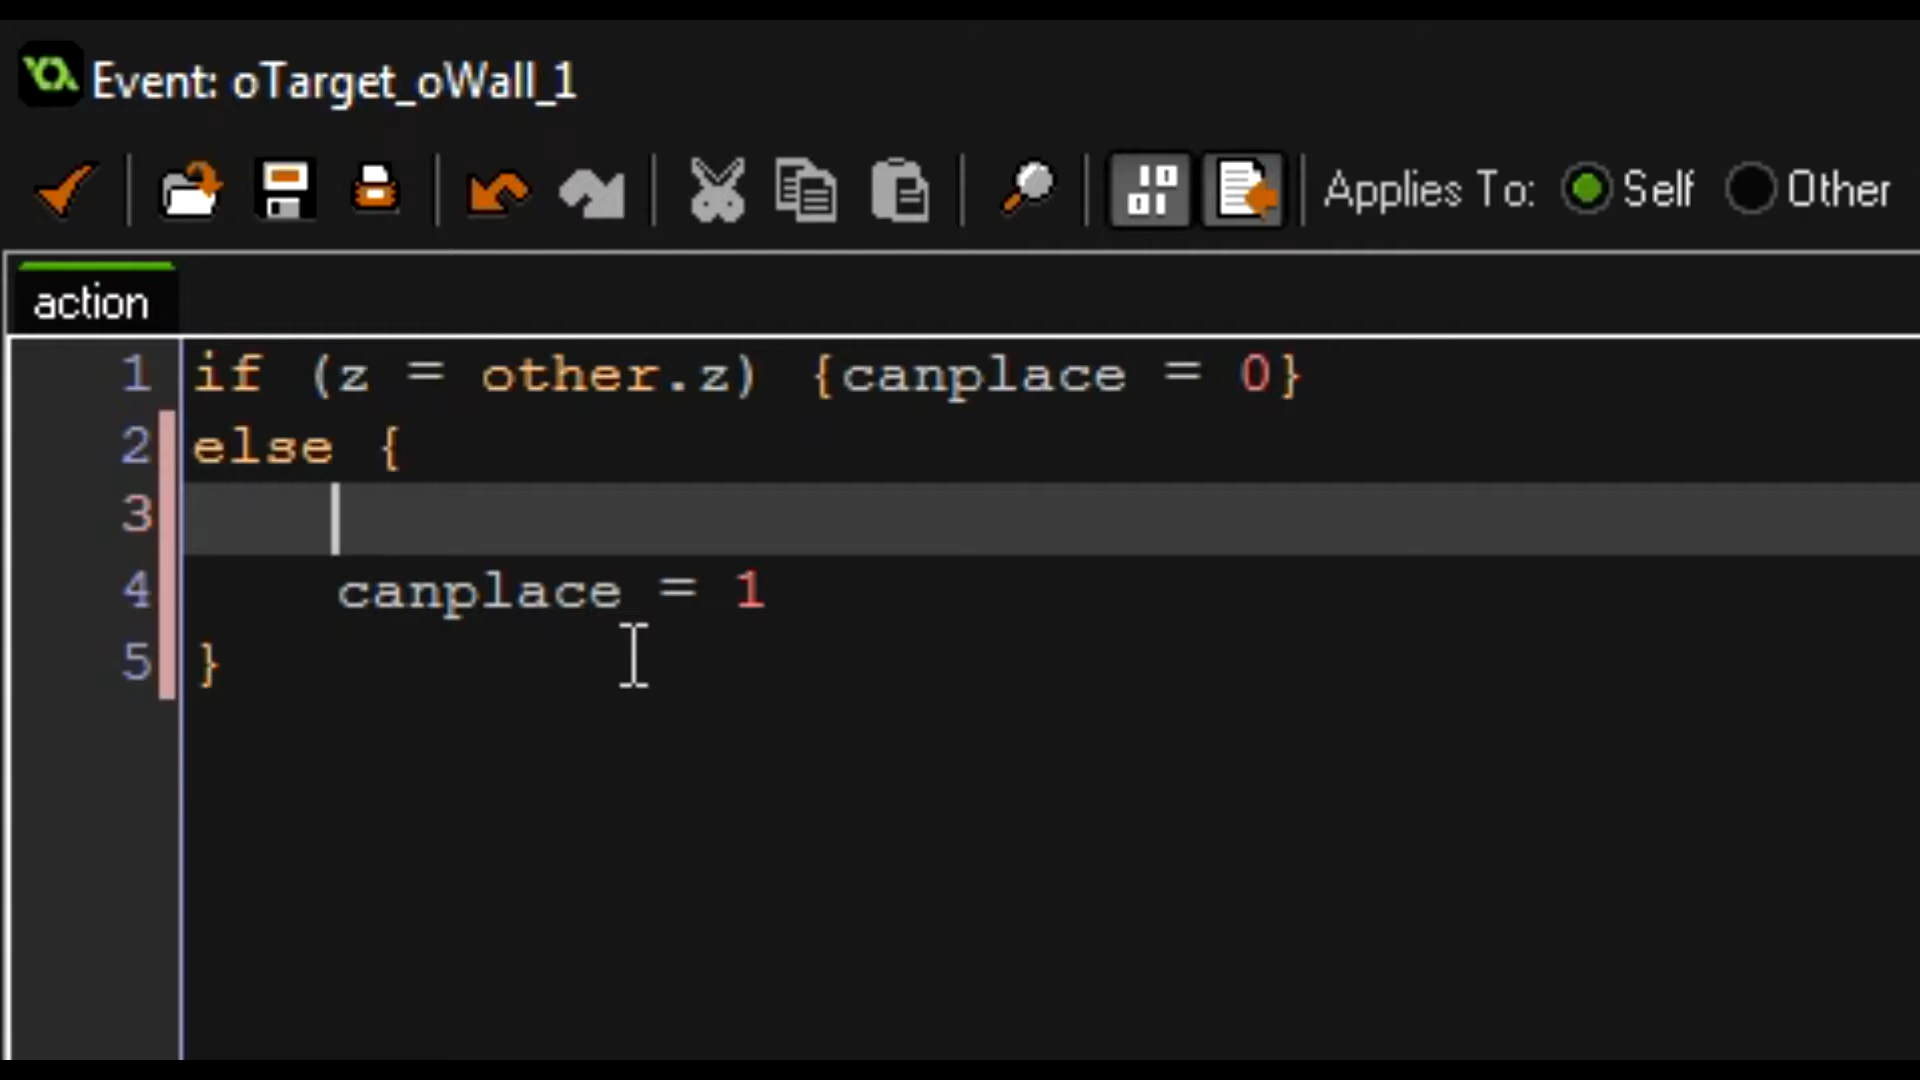 Event: oTarget_oWall_1
Applies To: Self Other
action
1 if (z = other.z) {canplace = 0}
2 else {
3
4 canplace = 1
5 }